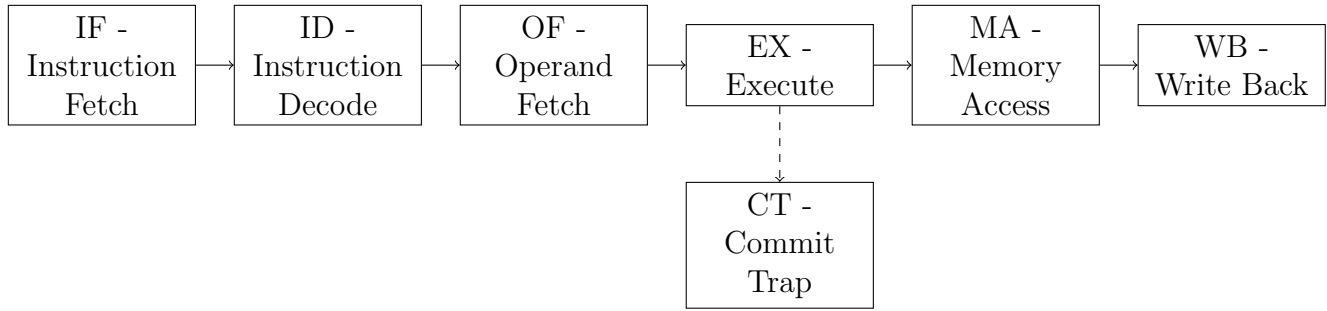 IF -
Instruction
Fetch
ID -
Instruction
Decode
OF -
Operand
Fetch
EX -
Execute
MA -
Memory
Access
WB -
Write Back
CT -
Commit
Trap